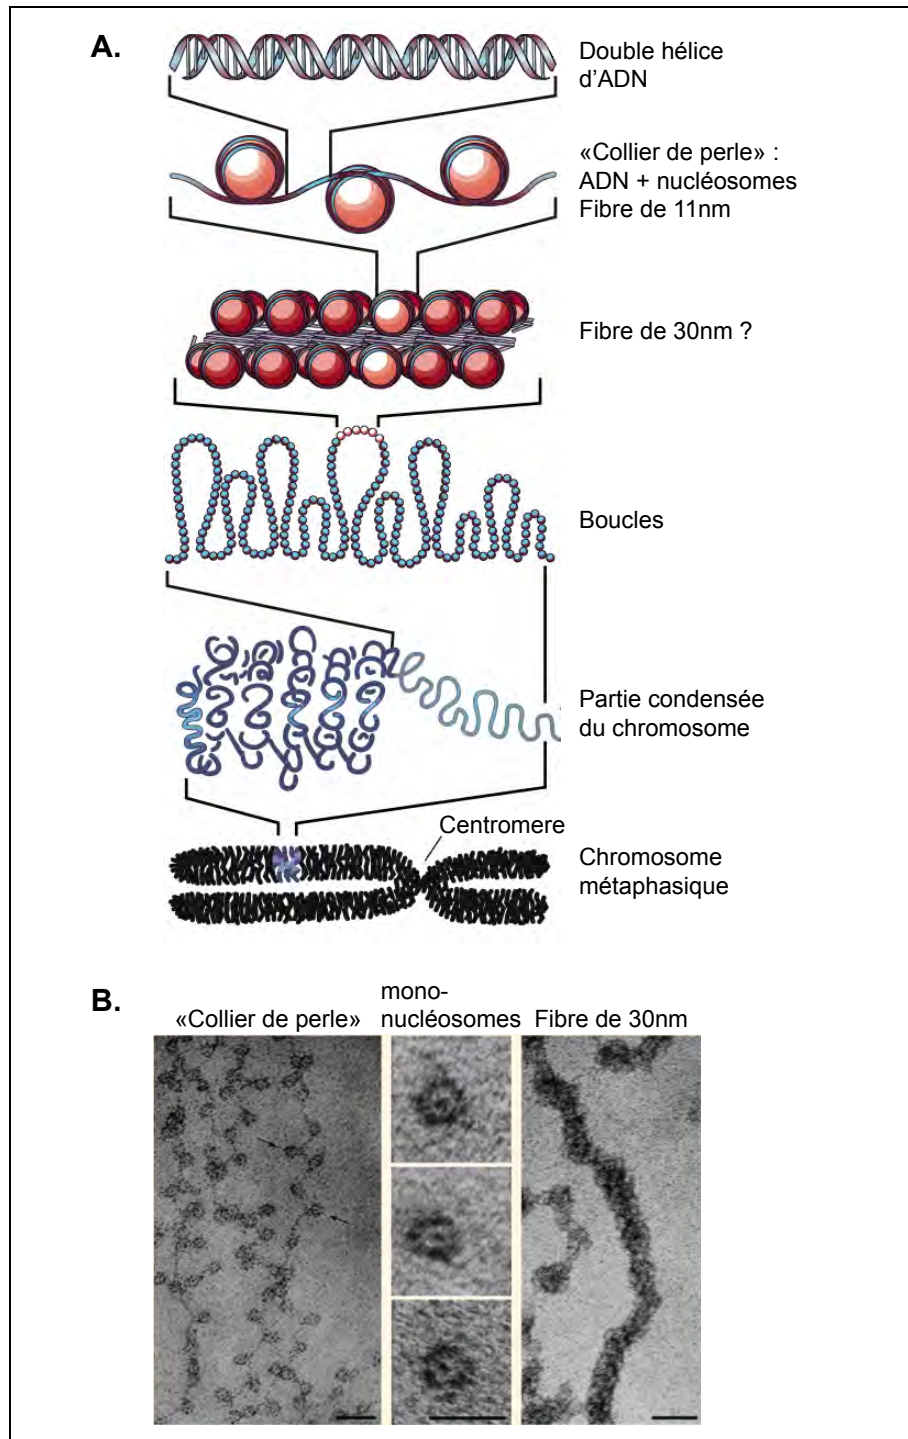 A.
Double hélice
d’ADN
«Collier de perle» :
ADN + nucléosomes
Fibre de 11nm
Fibre de 30nm ?
Boucles
Partie condensée
du chromosome
Centromere
Chromosome
métaphasique
B.
«Collier de perle»
mono-
nucléosomes
Fibre de 30nm